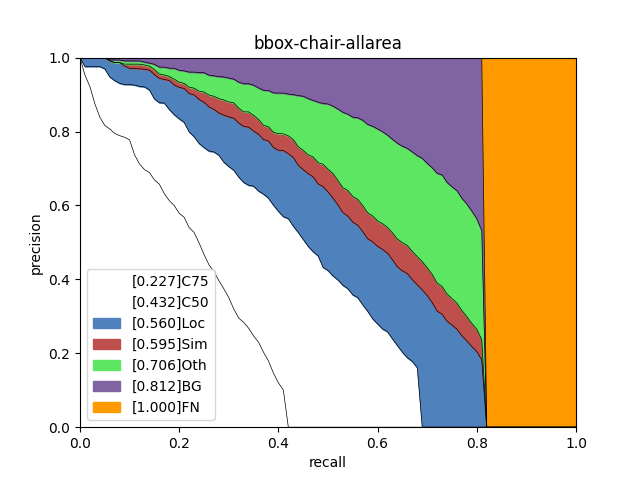 bbox-chair-allarea
1.0
0.8
0.6
0.4
0.2
0.0
precision
[0.227]C75
[0.432]C50
[0.560]Loc
[0.595]Sim
[0.706]Oth
[0.812]BG
[1.000]FN
0.0 0.2 0.4 0.6 0.8 1.0
recall